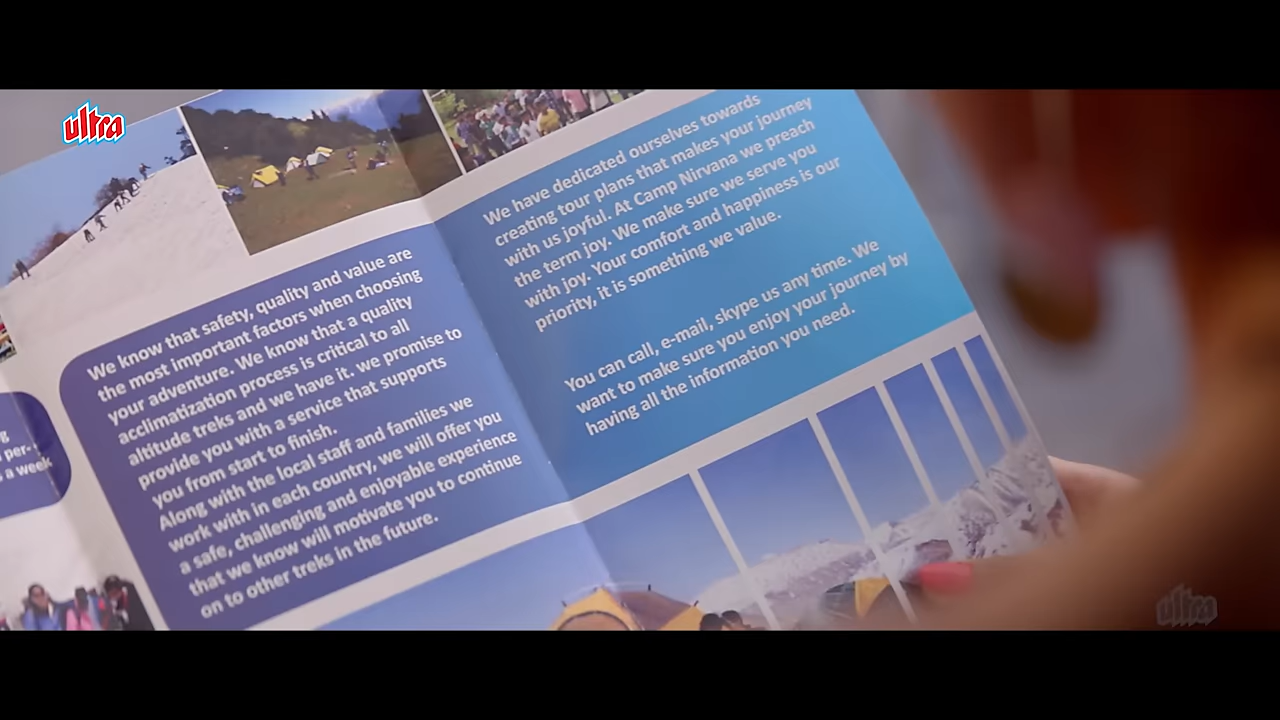 ultra
We have dedicated ourselves towards
creating tour plans that makes your journey
with us joyful. At Camp Nirvana we preach
the term joy. We make sure we serve you
with joy. Your comfort and happiness is our
priority, it is something we value.
You can call, e-mail, skype us any time. We
want to make sure you enjoy your journey by
having all the information you need.
We know that safety, quality and value are
the most important factors when choosing
your adventure. We know that a quality
acclimatization process is critical to all
altitude treks and we have it. we promise to
provide you with a service that supports
you from start to finish.
Along with the local staff and families we
work with in each country, we will offer you
a safe, challenging and enjoyable experience
that we know will motivate you to continue
on to other treks in the future.
per-
a week
ultra